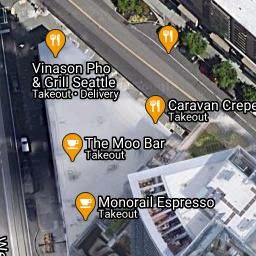 Vinason Pho
& Grill Seattle
Takeout • Delivery
Caravan Crepe
Takeout
The Moo Bar
Takeout
Monorail Espresso
Takeout